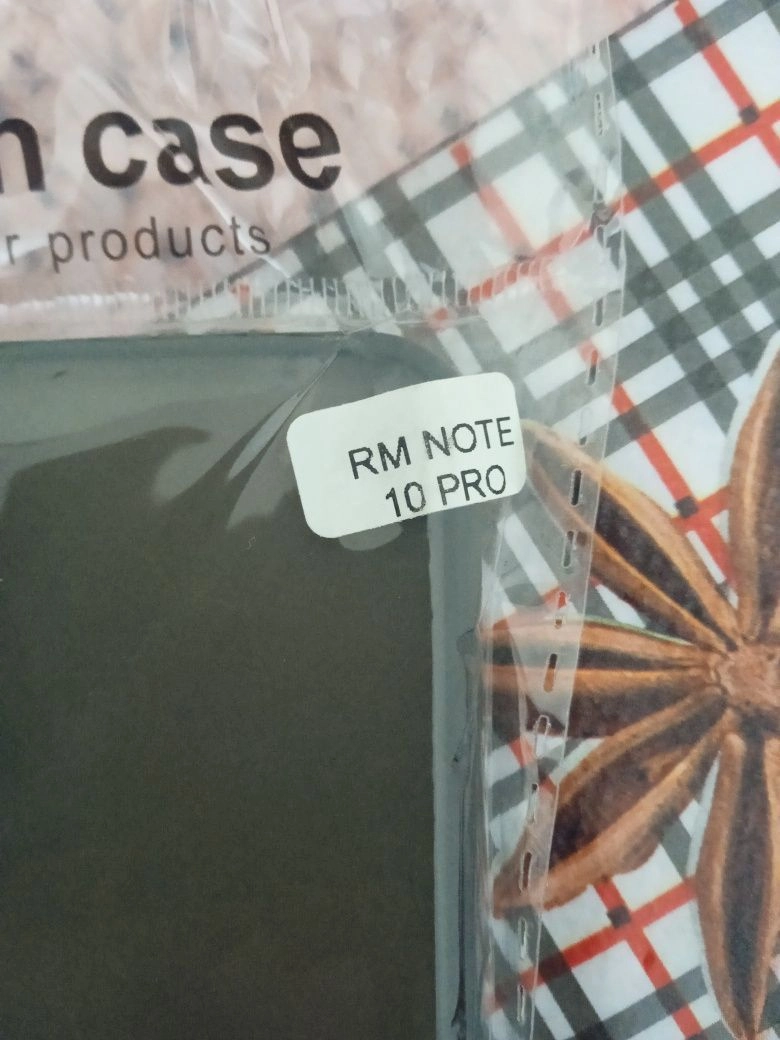 case
products
RM NOTE
10 PRO